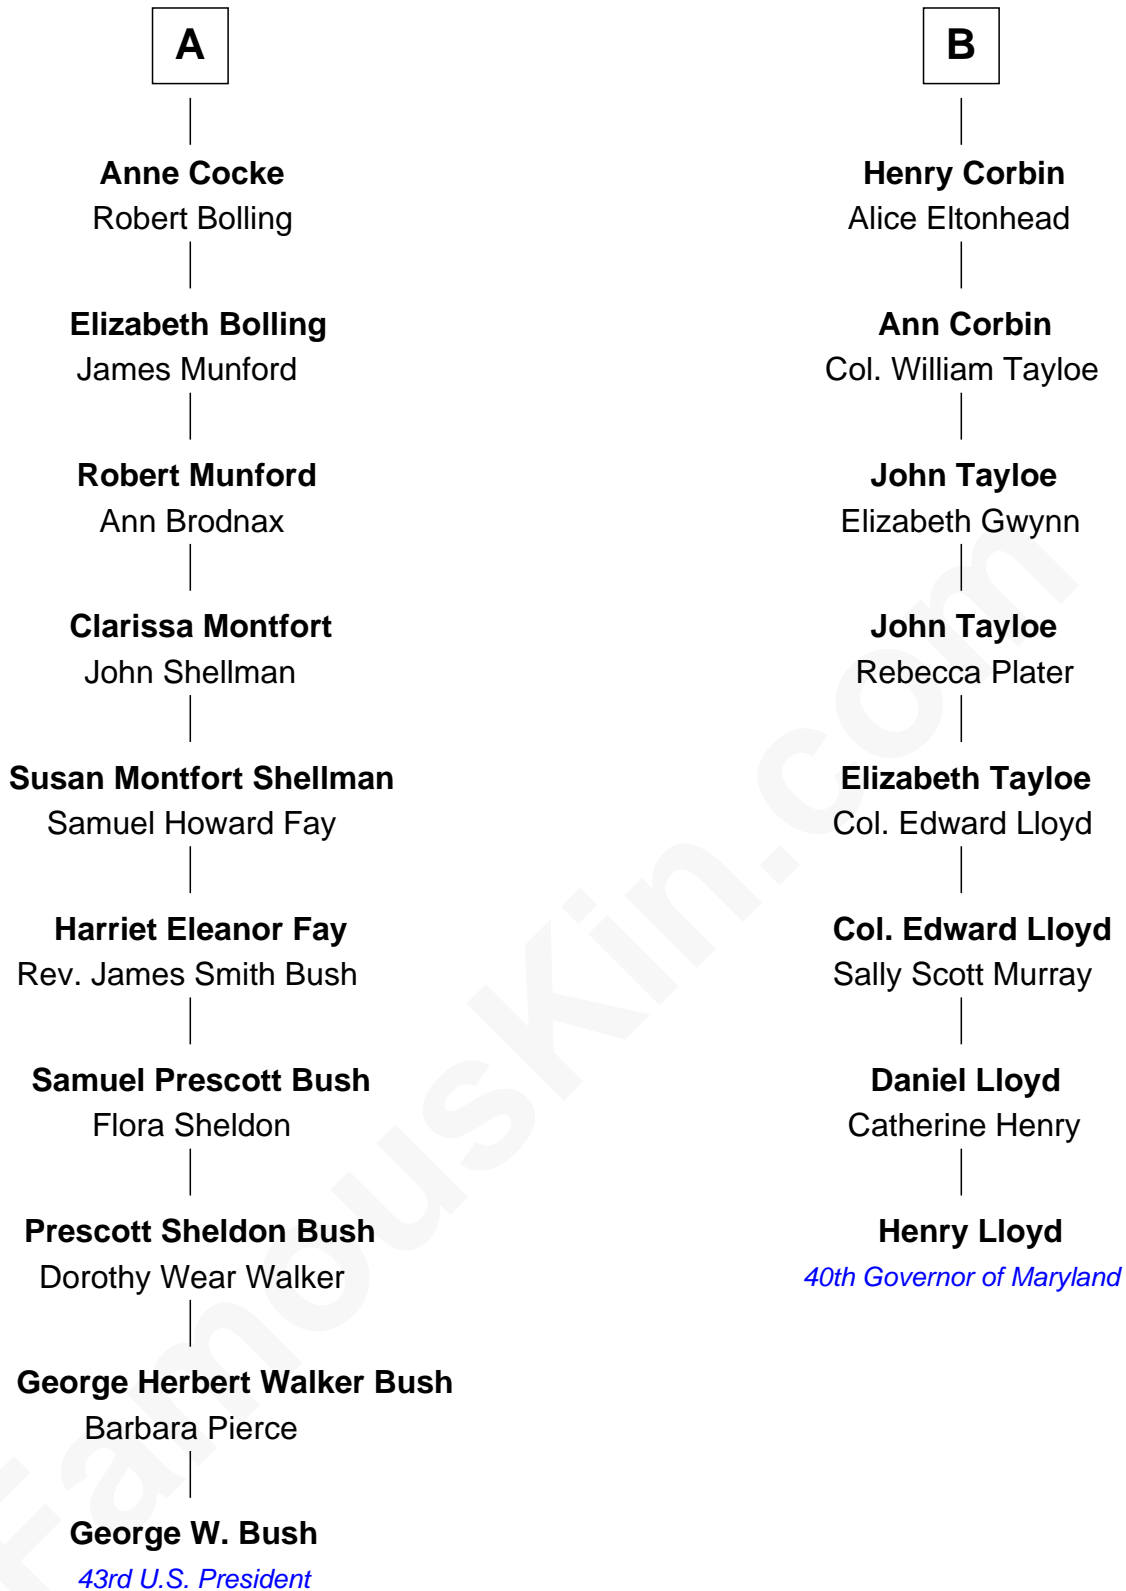 A
Anne Cocke
Robert Bolling
Elizabeth Bolling
James Munford
Robert Munford
Ann Brodnax
Clarissa Montfort
John Shellman
Susan Montfort Shellman
Samuel Howard Fay
Harriet Eleanor Fay
Rev. James Smith Bush
Samuel Prescott Bush
Flora Sheldon
Prescott Sheldon Bush
Dorothy Wear Walker
George Herbert Walker Bush
Barbara Pierce
George W. Bush
43rd U.S. President
B
Henry Corbin
Alice Eltonhead
Ann Corbin
Col. William Tayloe
John Tayloe
Elizabeth Gwynn
John Tayloe
Rebecca Plater
Elizabeth Tayloe
Col. Edward Lloyd
Col. Edward Lloyd
Sally Scott Murray
Daniel Lloyd
Catherine Henry
Henry Lloyd
40th Governor of Maryland
FamousKin.com